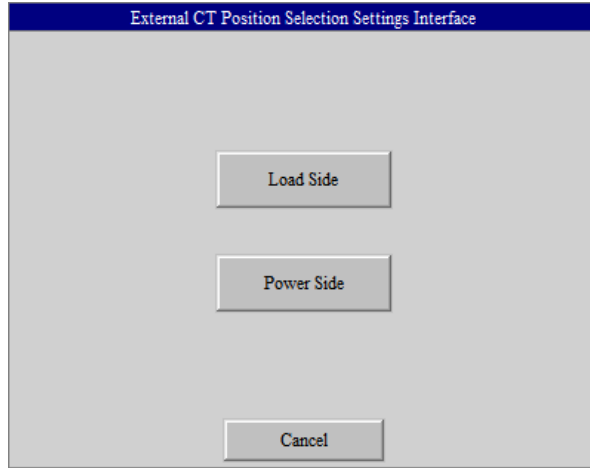 External CT Position Selection Settings Interface
Load Side
Power Side
Cancel